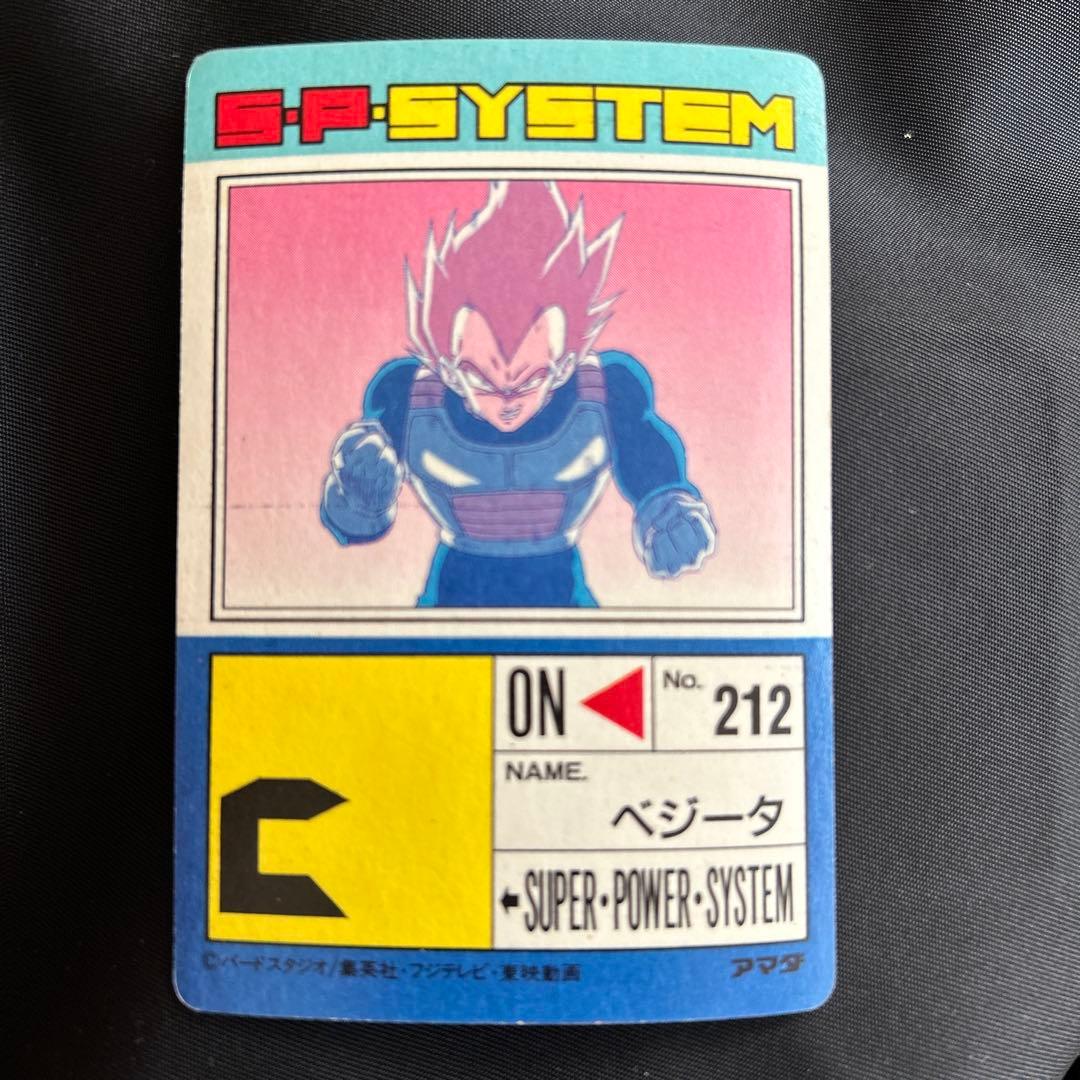 S·P·SYSTEM
ON
No. 212
NAME.
ベジータ
SUPER・POWER・SYSTEM
©バードスタジオ/集英社・フジテレビ・東映動画
アマダ